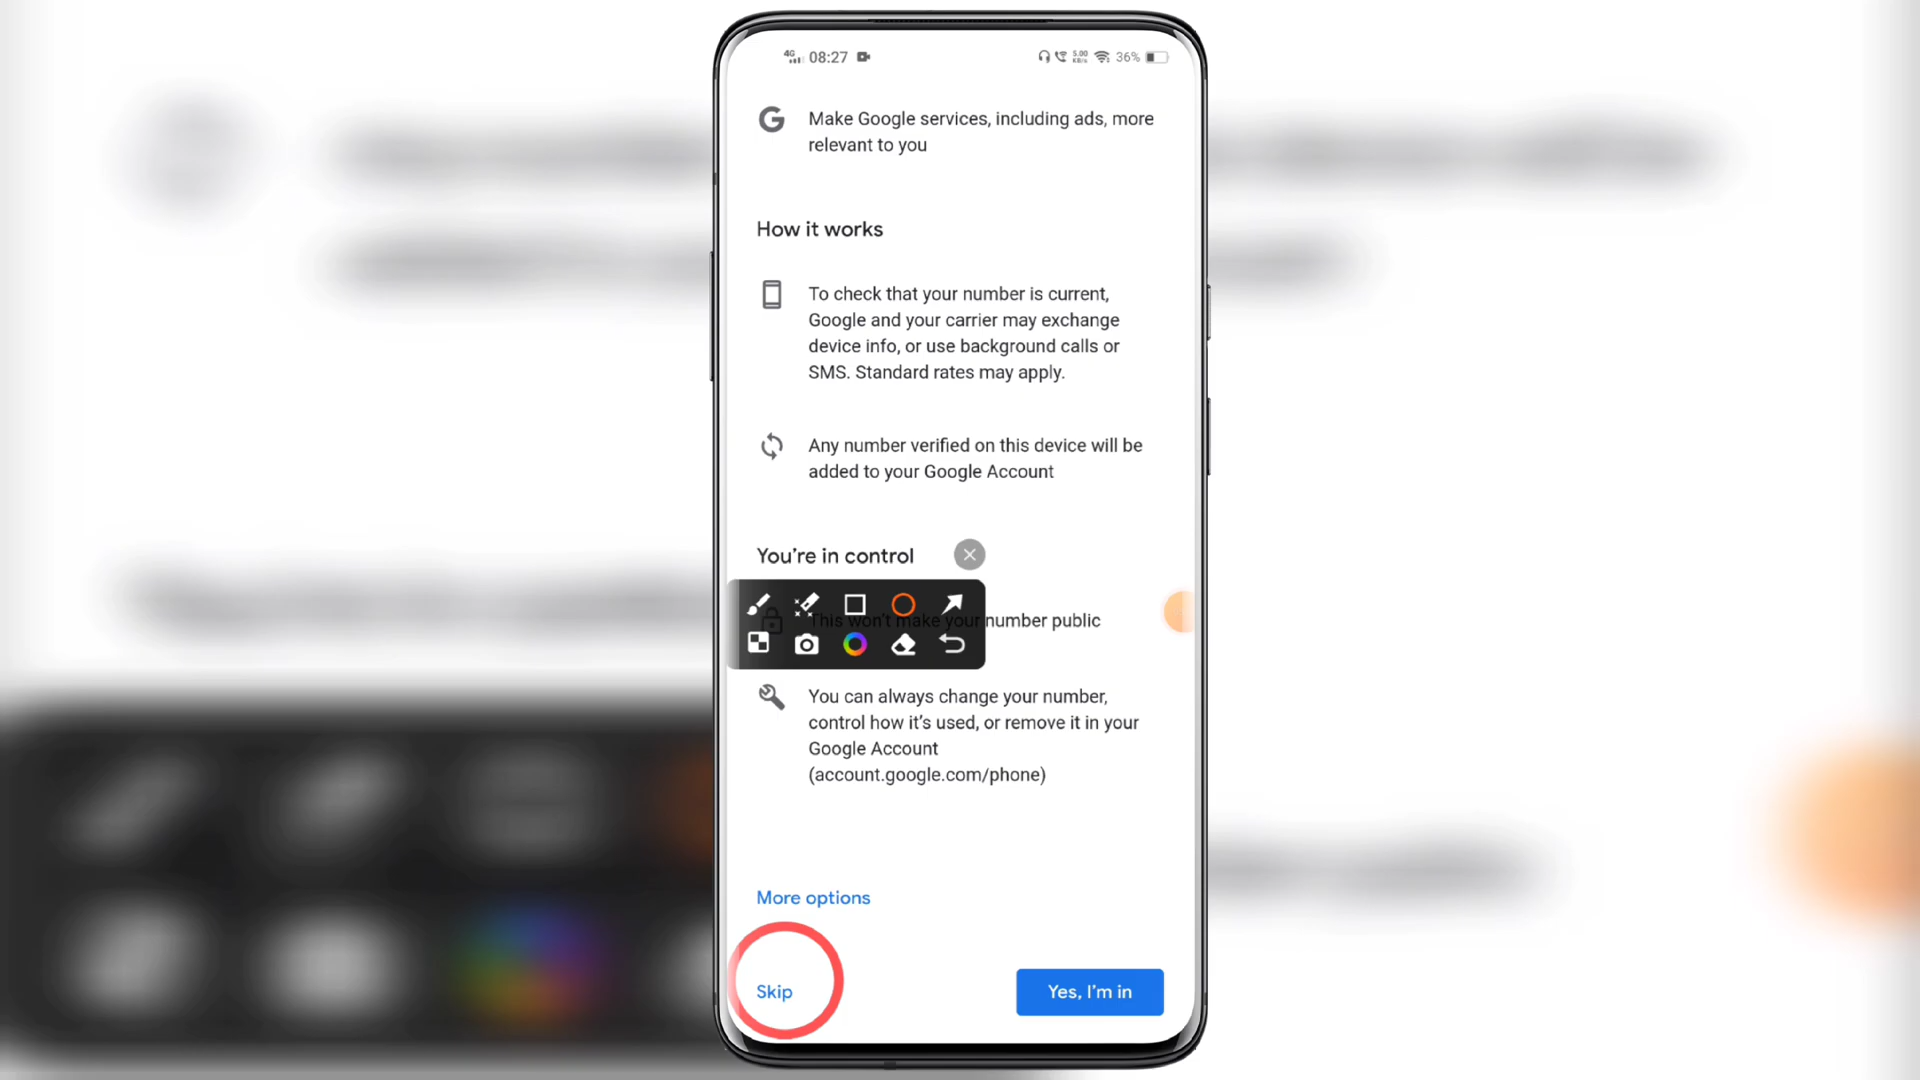 4G 08:27 5.00 KB/s 36%
Make Google services, including ads, more
relevant to you
How it works
To check that your number is current,
Google and your carrier may exchange
device info, or use background calls or
SMS. Standard rates may apply.
Any number verified on this device will be
added to your Google Account
You're in control
This won't make your number public
You can always change your number,
control how it's used, or remove it in your
Google Account
(account.google.com/phone)
More options
Skip
Yes, I'm in